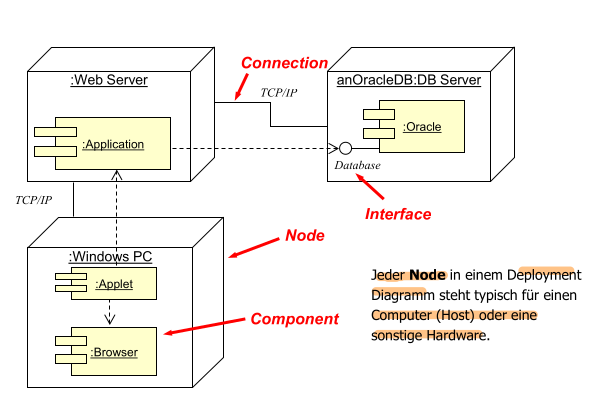 Connection
:Web Server
anOracleDB:DB Server
TCP/IP
:Oracle
:Application
Database
TCP/IP
Interface
Node
:Windows PC
:Applet
Jeder Node in einem Deployment
Diagramm steht typisch für einen
Computer (Host) oder eine
sonstige Hardware.
Component
:Browser